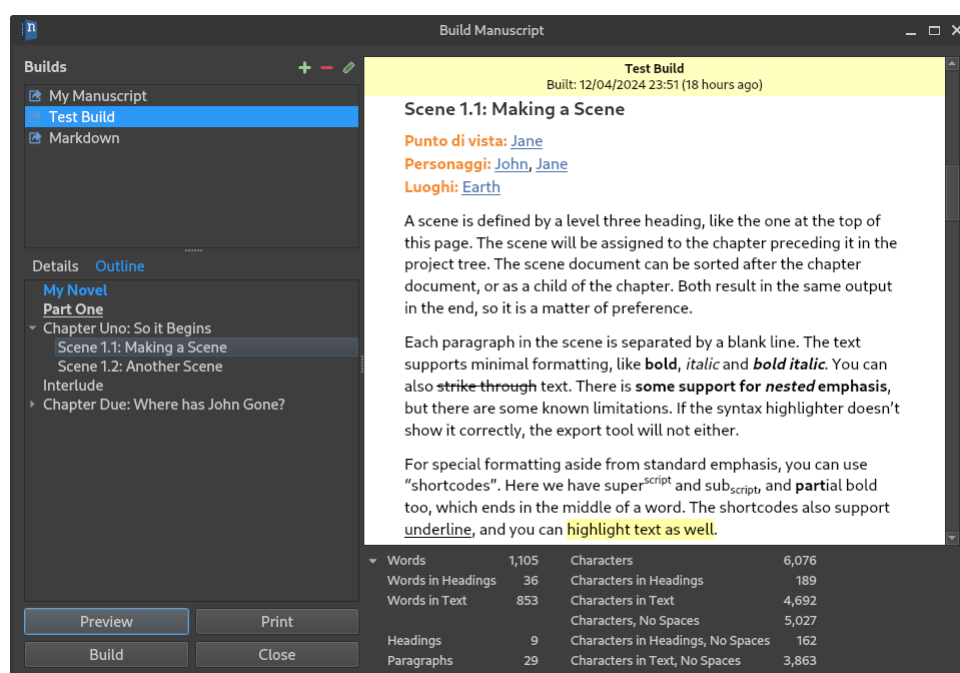 n
Build Manuscript
Builds
My Manuscript
Test Build
Markdown
Details Outline
My Novel
Part One
Chapter Uno: So it Begins
Scene 1.1: Making a Scene
Scene 1.2: Another Scene
Interlude
Chapter Due: Where has John Gone?
Preview Print
Build Close
Test Build
Built: 12/04/2024 23:51 (18 hours ago)
Scene 1.1: Making a Scene
Punto di vista: Jane
Personaggi: John, Jane
Luoghi: Earth
A scene is defined by a level three heading, like the one at the top of
this page. The scene will be assigned to the chapter preceding it in the
project tree. The scene document can be sorted after the chapter
document, or as a child of the chapter. Both result in the same output
in the end, so it is a matter of preference.
Each paragraph in the scene is separated by a blank line. The text
supports minimal formatting, like bold, italic and bold italic. You can
also strike through text. There is some support for nested emphasis,
but there are some known limitations. If the syntax highlighter doesn't
show it correctly, the export tool will not either.
For special formatting aside from standard emphasis, you can use
"shortcodes". Here we have superscript and subscript, and partial bold
too, which ends in the middle of a word. The shortcodes also support
underline, and you can highlight text as well.
Words 1,105 Characters 6,076
Words in Headings 36 Characters in Headings 189
Words in Text 853 Characters in Text 4,692
Characters, No Spaces 5,027
Headings 9 Characters in Headings, No Spaces 162
Paragraphs 29 Characters in Text, No Spaces 3,863